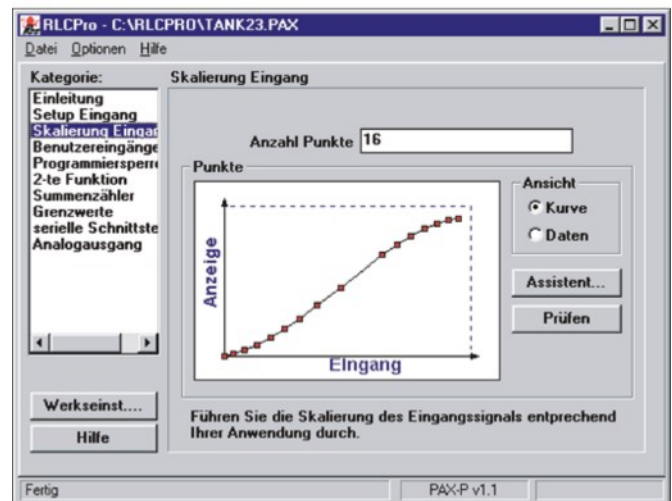 RLCPro - C:\RLCPRO\TANK23.PAX
Datei Optionen Hilfe
Kategorie:
Einleitung
Setup Eingang
Skalierung Eingan
Benutzereingänge
Programmiersperre
2-te Funktion
Summenzähler
Grenzwerte
serielle Schnittste
Analogausgang
Werkseinst....
Hilfe
Skalierung Eingang
Anzahl Punkte 16
Punkte
Anzeige
Eingang
Ansicht
Kurve
Daten
Assistent...
Prüfen
Führen Sie die Skalierung des Eingangssignals entprechend
Ihrer Anwendung durch.
Fertig
PAX-P v1.1